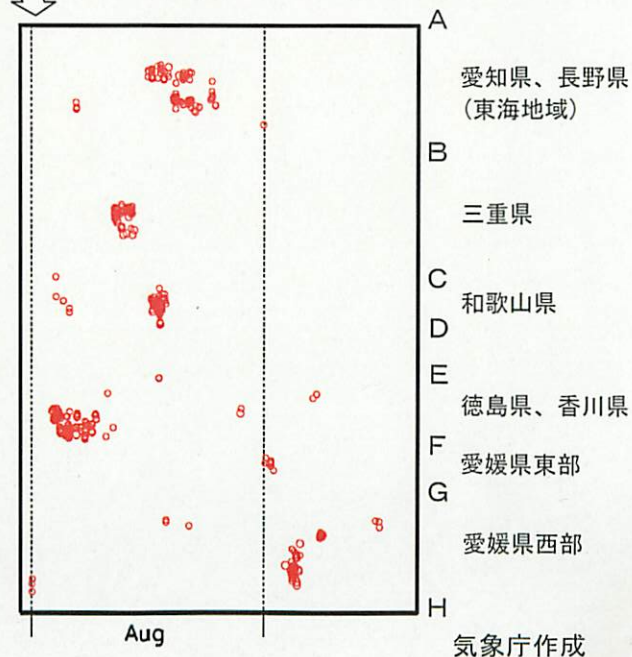 A
愛知県、長野県
(東海地域)
B
三重県
C
和歌山県
D
E
徳島県、香川県
F
愛媛県東部
G
愛媛県西部
H
Aug
気象庁作成